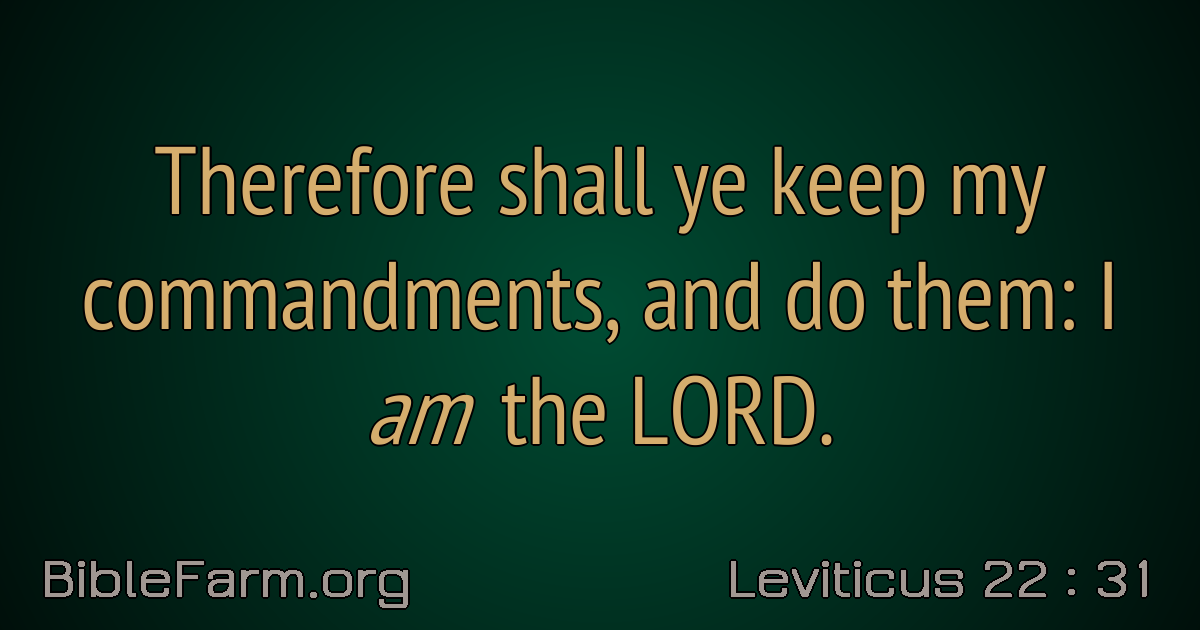 Therefore shall ye keep my
commandments, and do them: I
am the LORD.
BibleFarm.org
Leviticus 22 : 31